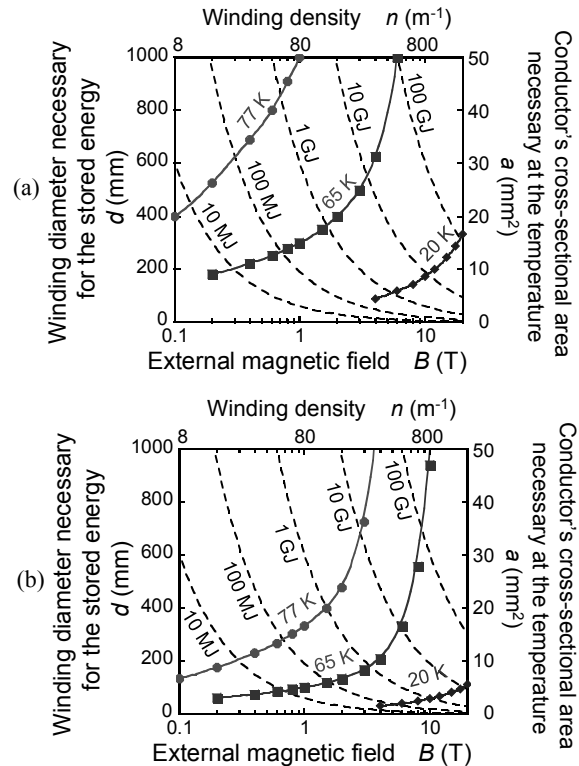 Winding density n (m⁻¹)
8 80 800
(a)
Winding diameter necessary
for the stored energy
d (mm)
1000
800
600
400
200
0
77 K
65 K
20 K
10 MJ
100 MJ
1 GJ
10 GJ
100 GJ
50
40
30
20
10
0
Conductor's cross-sectional area
necessary at the temperature
a (mm²)
0.1 1 10
External magnetic field B (T)
Winding density n (m⁻¹)
8 80 800
(b)
Winding diameter necessary
for the stored energy
d (mm)
1000
800
600
400
200
0
77 K
65 K
20 K
10 MJ
100 MJ
1 GJ
10 GJ
100 GJ
50
40
30
20
10
0
Conductor's cross-sectional area
necessary at the temperature
a (mm²)
0.1 1 10
External magnetic field B (T)